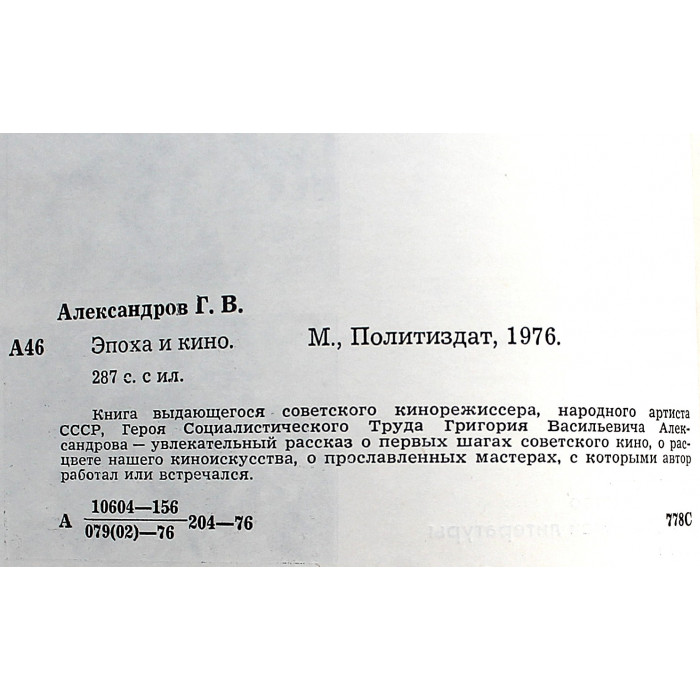 Александров Г. В.
А46 Эпоха и кино. М., Политиздат, 1976.
287 с. с ил.
Книга выдающегося советского кинорежиссера, народного артиста
СССР, Героя Социалистического Труда Григория Васильевича Алек-
сандрова — увлекательный рассказ о первых шагах советского кино, о рас-
цвете нашего киноискусства, о прославленных мастерах, с которыми автор
работал или встречался.
А 10604—156
079(02)—76 204—76 778С
литературы